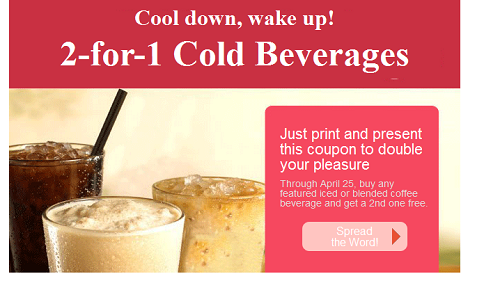 Cool down, wake up!
2-for-1 Cold Beverages
Just print and present
this coupon to double
your pleasure
Through April 25, buy any
featured iced or blended coffee
beverage and get a 2nd one free.
Spread
the Word!